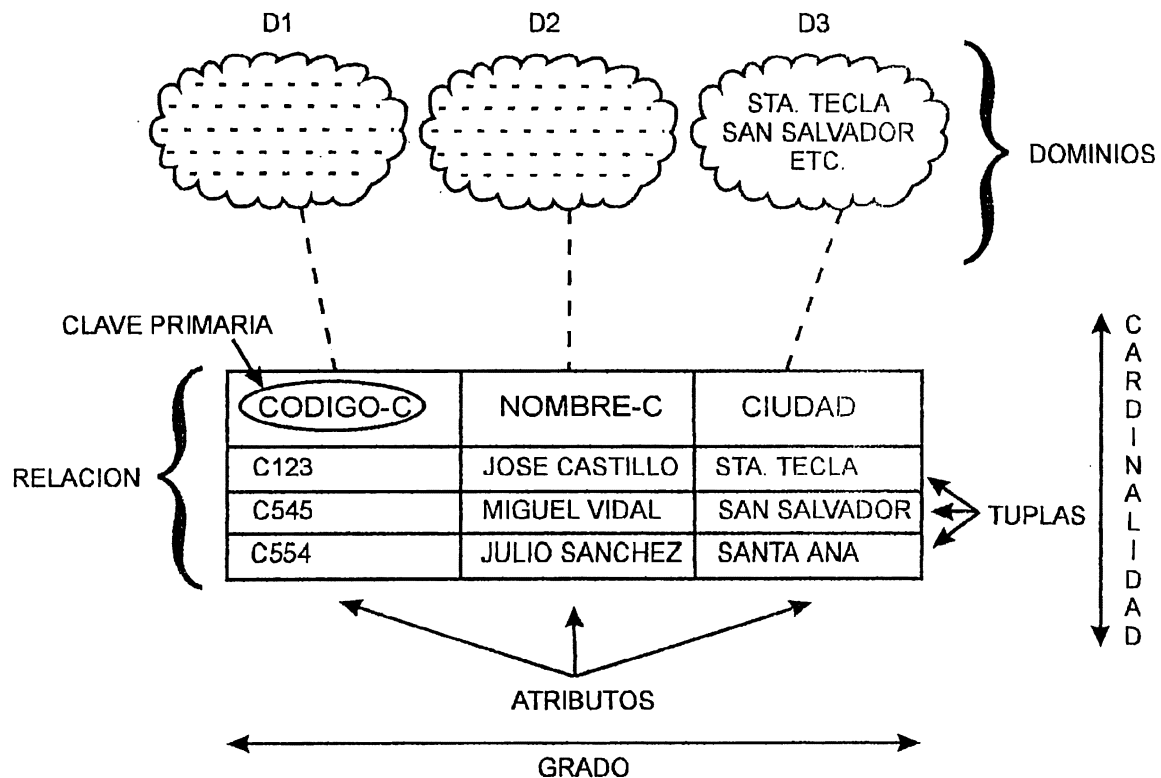 D1 D2 D3
STA. TECLA
SAN SALVADOR
ETC.
DOMINIOS
CLAVE PRIMARIA
CODIGO-C NOMBRE-C CIUDAD
C123 JOSE CASTILLO STA. TECLA
C545 MIGUEL VIDAL SAN SALVADOR
C554 JULIO SANCHEZ SANTA ANA
RELACION
TUPLAS
CARDINALIDAD
ATRIBUTOS
GRADO